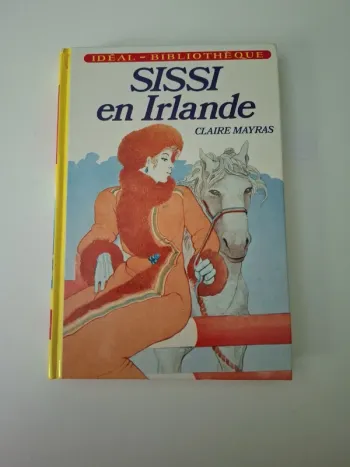 IDÉAL - BIBLIOTHÈQUE
SISSI
en Irlande
CLAIRE MAYRAS